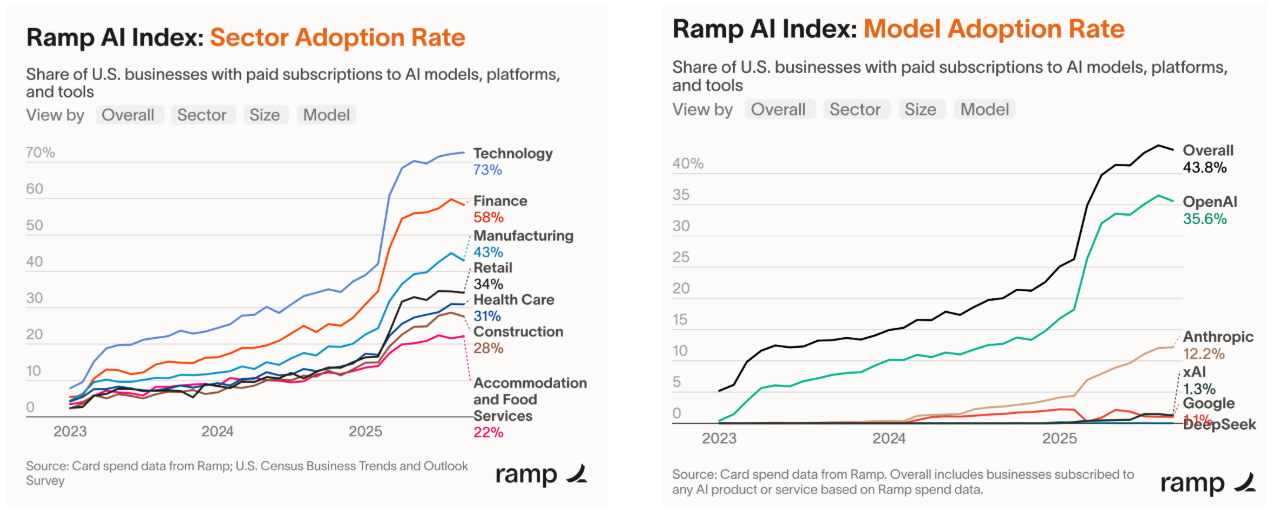 Ramp AI Index: Sector Adoption Rate
Share of U.S. businesses with paid subscriptions to AI models, platforms,
and tools
View by Overall Sector Size Model
70%
60
50
40
30
20
10
0
Technology
73%
Finance
58%
Manufacturing
43%
Retail
34%
Health Care
31%
Construction
28%
Accommodation
and Food
Services
22%
2023 2024 2025
Source: Card spend data from Ramp; U.S. Census Business Trends and Outlook
Survey
ramp
Ramp AI Index: Model Adoption Rate
Share of U.S. businesses with paid subscriptions to AI models, platforms,
and tools
View by Overall Sector Size Model
40%
35
30
25
20
15
10
5
0
Overall
43.8%
OpenAI
35.6%
Anthropic
12.2%
xAI
1.3%
Google
1.1%
DeepSeek
2023 2024 2025
Source: Card spend data from Ramp. Overall includes businesses subscribed to
any AI product or service based on Ramp spend data.
ramp